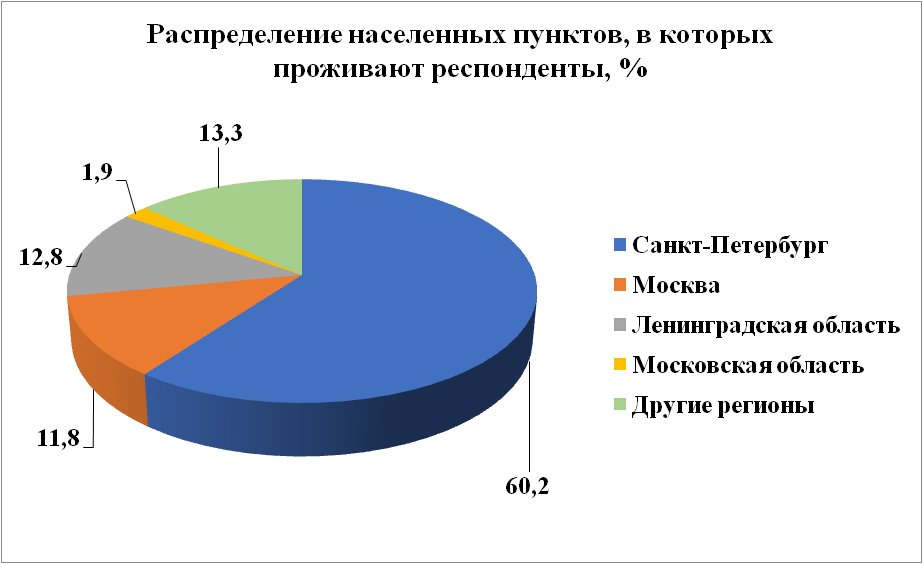 Распределение населенных пунктов, в которых
проживают респонденты, %
13,3
1,9
12,8
11,8
60,2
Санкт-Петербург
Москва
Ленинградская область
Московская область
Другие регионы